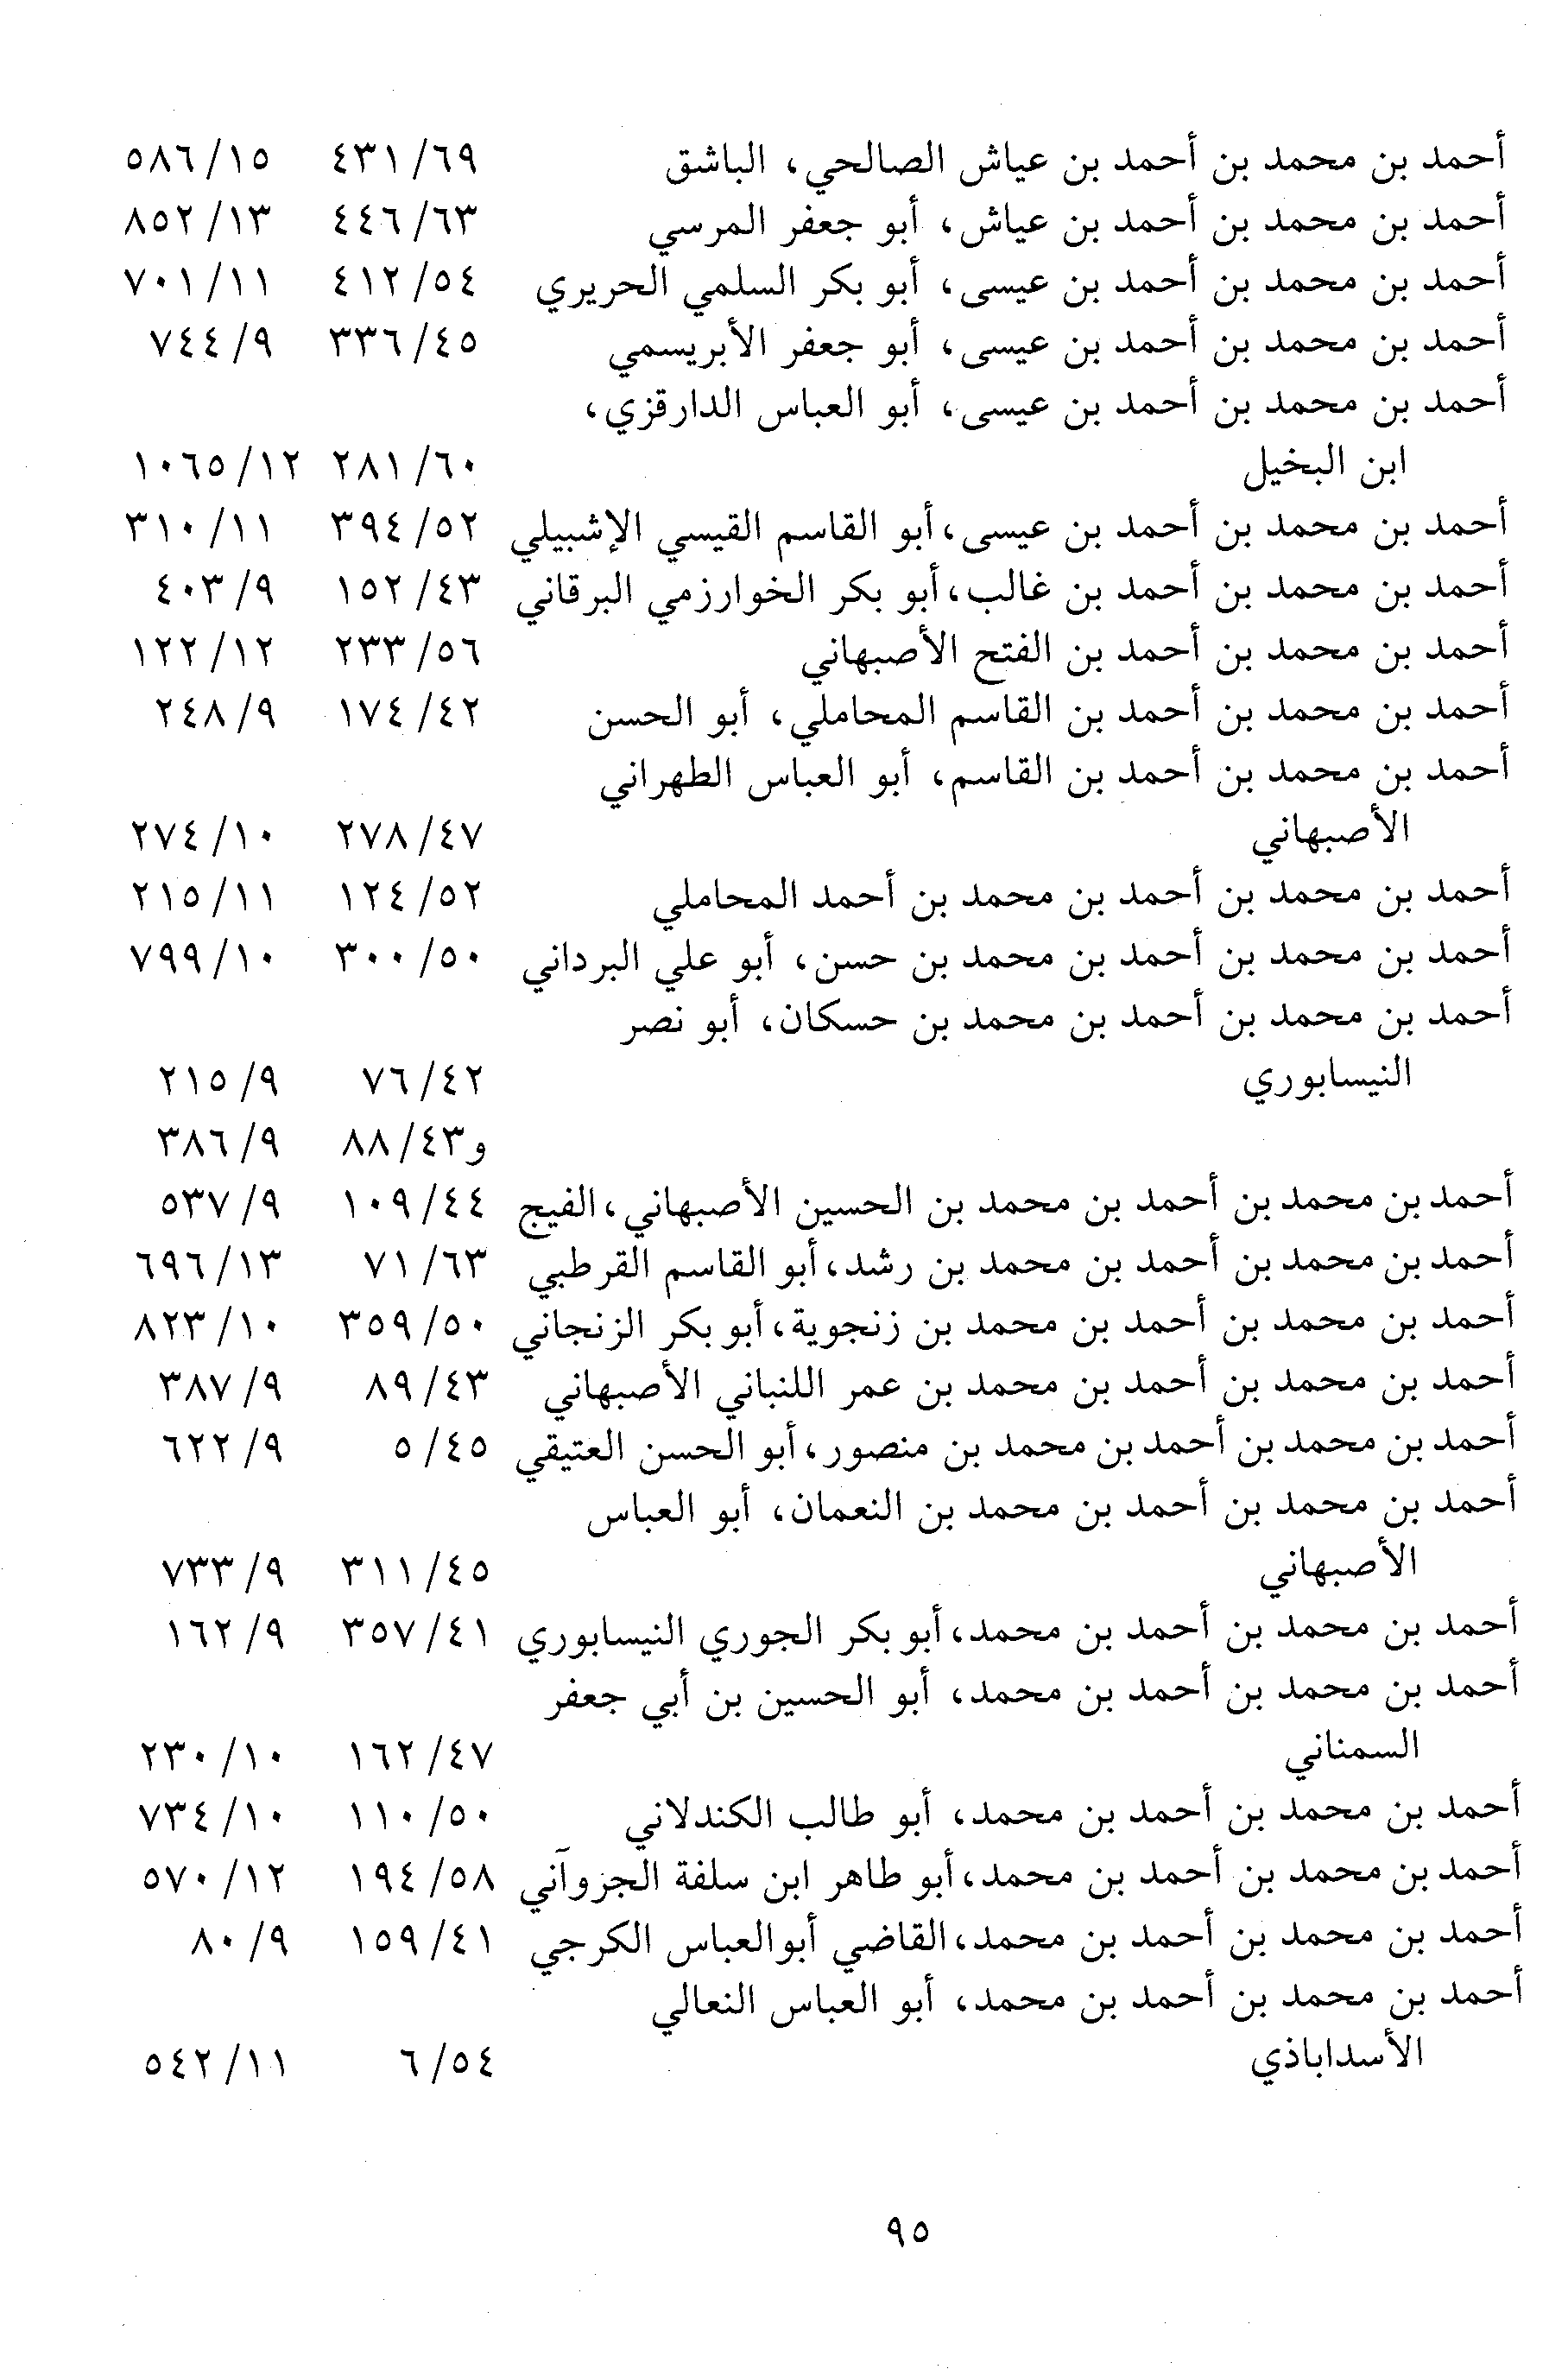 أحمد بن محمد بن أحمد بن عياش الصالحي، الباشق ٤٣١/٦٩ ٥٨٦/١٥
أحمد بن محمد بن أحمد بن عياش، أبو جعفر المرسي ٤٤٦/٦٣ ٨٥٢/١٣
أحمد بن محمد بن أحمد بن عيسى، أبو بكر السلمي الحريري ٤١٢/٥٤ ٧٠١/١١
أحمد بن محمد بن أحمد بن عيسى، أبو جعفر الأبريسمي ٣٣٦/٤٥ ٧٤٤/٩
أحمد بن محمد بن أحمد بن عيسى، أبو العباس الدارقزي،
ابن البخيل ٢٨١/٦٠ ١٠٦٥/١٢
أحمد بن محمد بن أحمد بن عيسى، أبو القاسم القيسي الإشبيلي ٣٩٤/٥٢ ٣١٠/١١
أحمد بن محمد بن أحمد بن غالب، أبو بكر الخوارزمي البرقاني ١٥٢/٤٣ ٤٠٣/٩
أحمد بن محمد بن أحمد بن الفتح الأصبهاني ٢٣٣/٥٦ ١٢٢/١٢
أحمد بن محمد بن أحمد بن القاسم المحاملي، أبو الحسن ١٧٤/٤٢ ٢٤٨/٩
أحمد بن محمد بن أحمد بن القاسم، أبو العباس الطهراني
الأصبهاني ٢٧٨/٤٧ ٢٧٤/١٠
أحمد بن محمد بن أحمد بن محمد بن أحمد المحاملي ١٢٤/٥٢ ٢١٥/١١
أحمد بن محمد بن أحمد بن محمد بن حسن، أبو علي البرداني ٣٠٠/٥٠ ٧٩٩/١٠
أحمد بن محمد بن أحمد بن محمد بن حسكان، أبو نصر
النيسابوري ٧٦/٤٢ ٢١٥/٩
و٨٨/٤٣ ٣٨٦/٩
أحمد بن محمد بن أحمد بن محمد بن الحسين الأصبهاني، الفيج ١٠٩/٤٤ ٥٣٧/٩
أحمد بن محمد بن أحمد بن محمد بن رشد، أبو القاسم القرطبي ٧١/٦٣ ٦٩٦/١٣
أحمد بن محمد بن أحمد بن محمد بن زنجوية، أبو بكر الزنجاني ٣٥٩/٥٠ ٨٢٣/١٠
أحمد بن محمد بن أحمد بن محمد بن عمر اللنباني الأصبهاني ٨٩/٤٣ ٣٨٧/٩
أحمد بن محمد بن أحمد بن محمد بن منصور، أبو الحسن العتيقي ٥/٤٥ ٦٢٢/٩
أحمد بن محمد بن أحمد بن محمد بن النعمان، أبو العباس
الأصبهاني ٣١١/٤٥ ٧٣٣/٩
أحمد بن محمد بن أحمد بن محمد، أبو بكر الجوري النيسابوري ٣٥٧/٤١ ١٦٢/٩
أحمد بن محمد بن أحمد بن محمد، أبو الحسين بن أبي جعفر
السمناني ١٦٢/٤٧ ٢٣٠/١٠
أحمد بن محمد بن أحمد بن محمد، أبو طالب الكندلاني ١١٠/٥٠ ٧٣٤/١٠
أحمد بن محمد بن أحمد بن محمد، أبو طاهر ابن سلفة الجزوآني ١٩٤/٥٨ ٥٧٠/١٢
أحمد بن محمد بن أحمد بن محمد، القاضي أبوالعباس الكرجي ١٥٩/٤١ ٨٠/٩
أحمد بن محمد بن أحمد بن محمد، أبو العباس النعالي
الأسداباذي ٦/٥٤ ٥٤٢/١١
٩٥